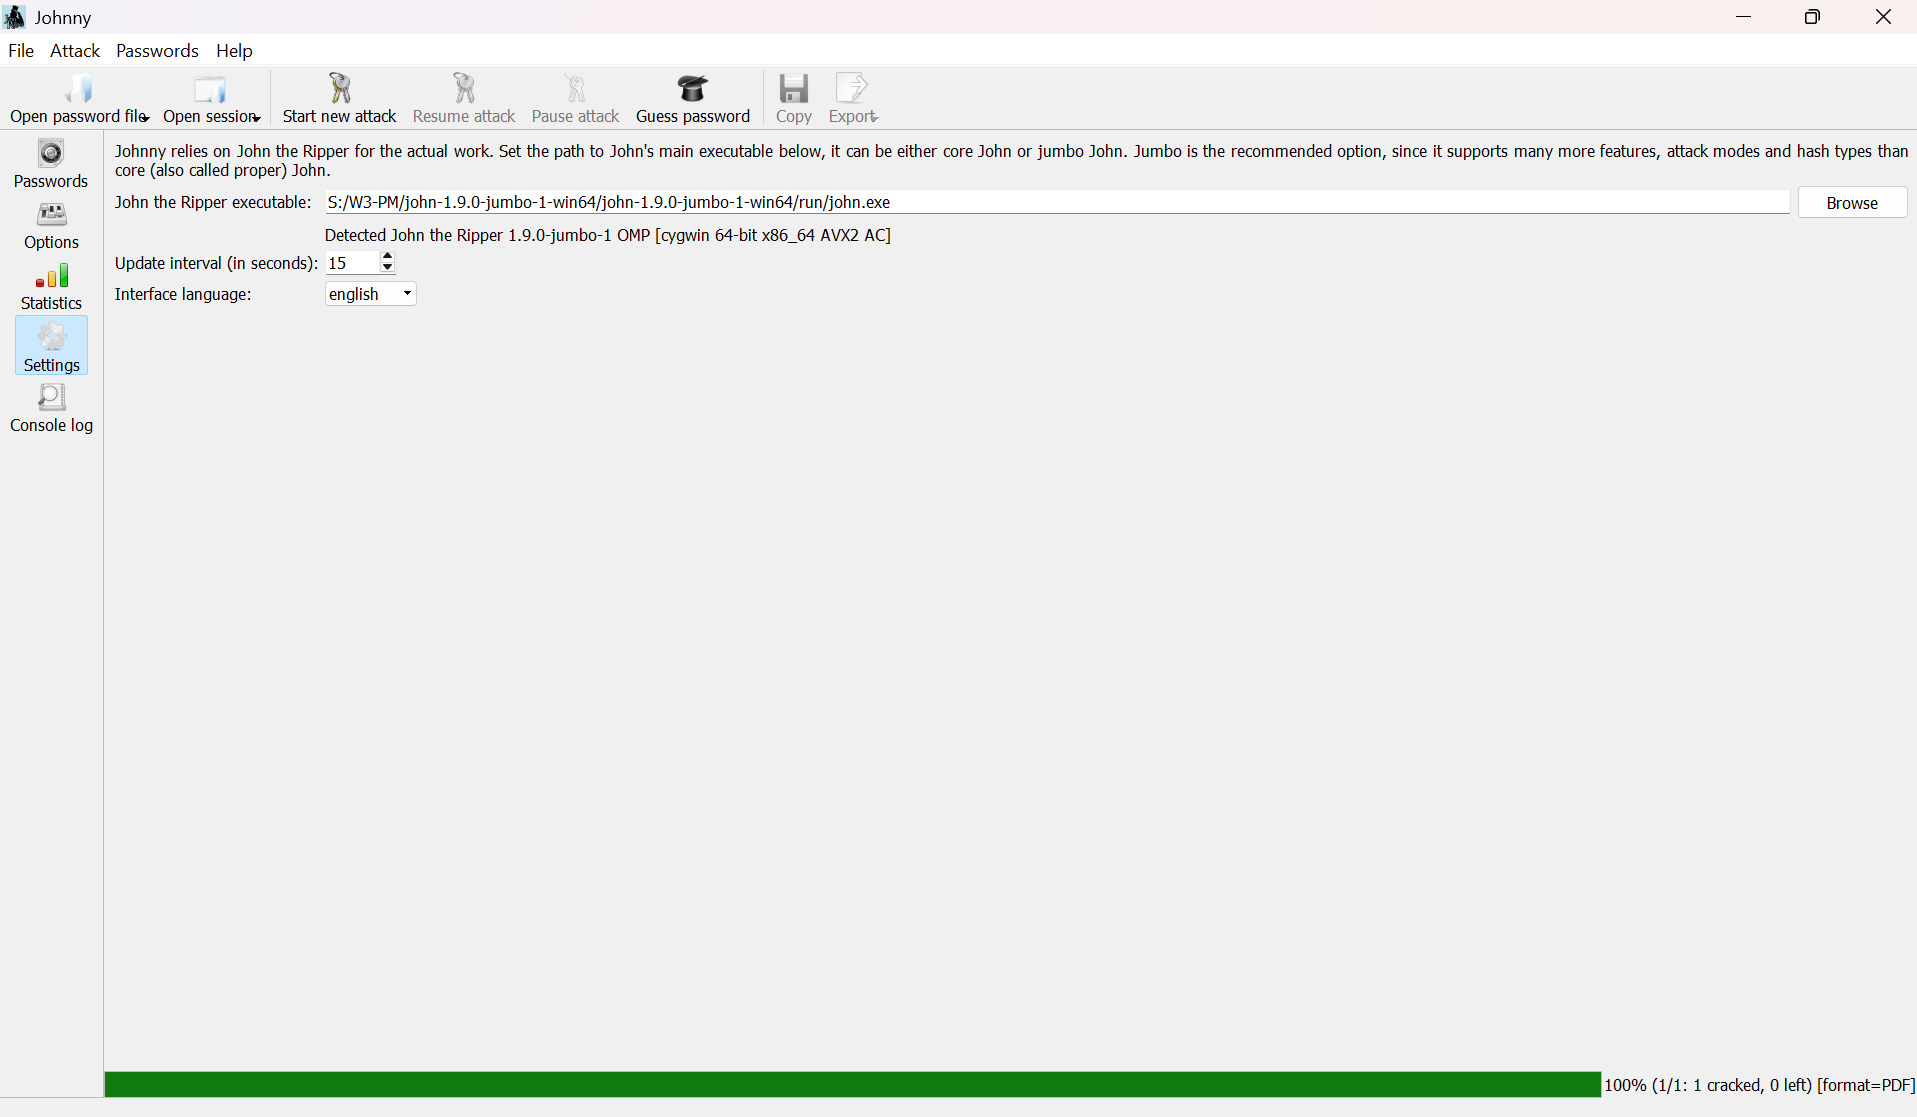 Johnny
File Attack Passwords Help
Open password file Open session Start new attack Resume attack Pause attack Guess password Copy Export
Passwords
Options
Statistics
Settings
Console log
Johnny relies on John the Ripper for the actual work. Set the path to John's main executable below, it can be either core John or jumbo John. Jumbo is the recommended option, since it supports many more features, attack modes and hash types than
core (also called proper) John.
John the Ripper executable: S:/W3-PM/john-1.9.0-jumbo-1-win64/john-1.9.0-jumbo-1-win64/run/john.exe Browse
Detected John the Ripper 1.9.0-jumbo-1 OMP [cygwin 64-bit x86_64 AVX2 AC]
Update interval (in seconds): 15
Interface language: english
100% (1/1: 1 cracked, 0 left) [format=PDF]